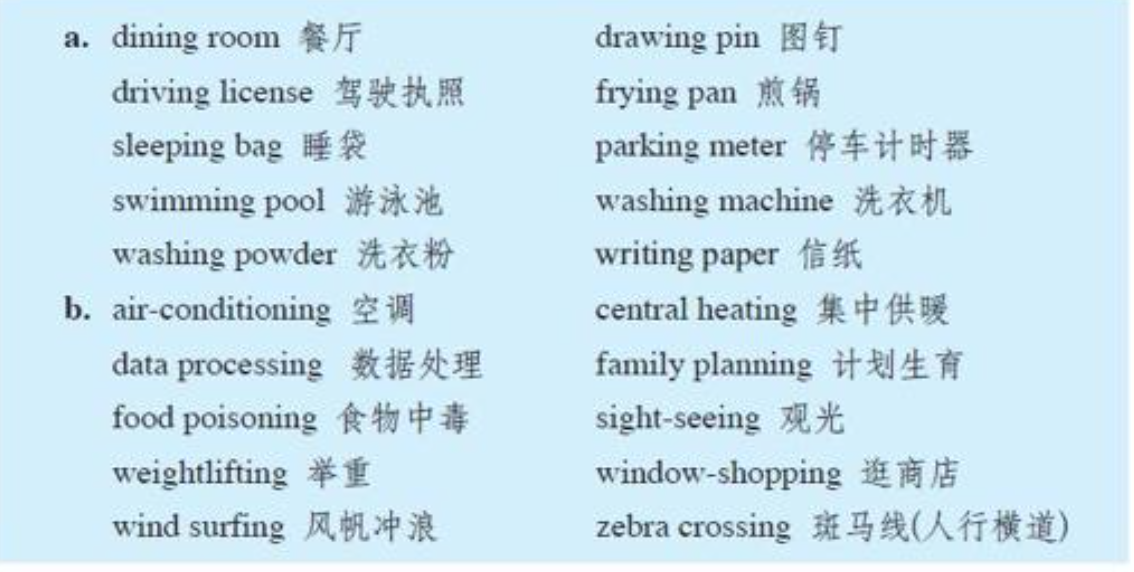 a. dining room 餐厅 drawing pin 图钉
driving license 驾驶执照 frying pan 煎锅
sleeping bag 睡袋 parking meter 停车计时器
swimming pool 游泳池 washing machine 洗衣机
washing powder 洗衣粉 writing paper 信纸
b. air-conditioning 空调 central heating 集中供暖
data processing 数据处理 family planning 计划生育
food poisoning 食物中毒 sight-seeing 观光
weightlifting 举重 window-shopping 逛商店
wind surfing 风帆冲浪 zebra crossing 斑马线(人行横道)